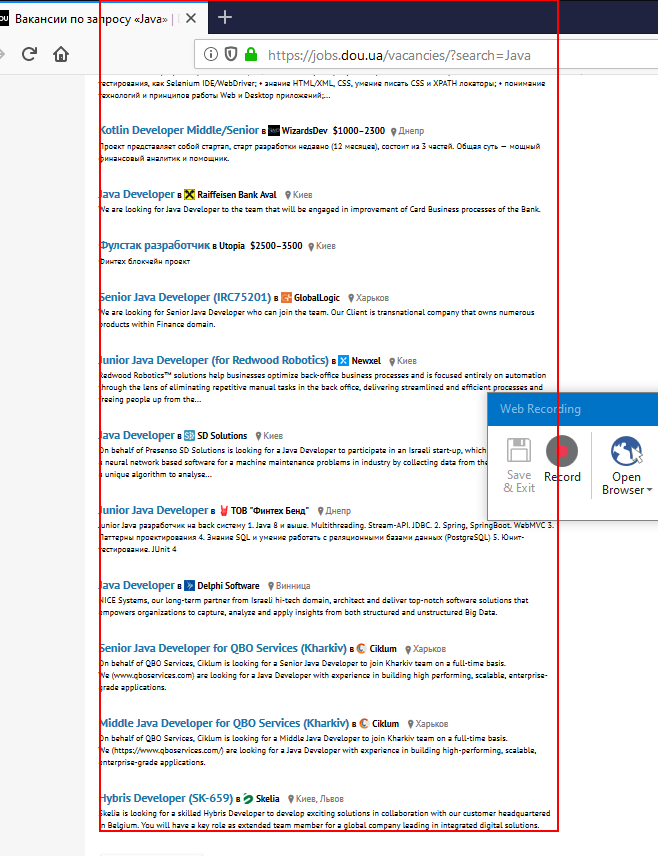 OU Вакансии по запросу «Java» |
https://jobs.dou.ua/vacancies/?search=Java
тестирования, как Selenium IDE/WebDriver; • знание HTML/XML, CSS, умение писать CSS и XPATH локаторы; • понимание
технологий и принципов работы Web и Desktop приложений;...
Kotlin Developer Middle/Senior в WizardsDev $1000–2300 Днепр
Проект представляет собой стартап, старт разработки недавно (12 месяцев), состоит из 3 частей. Общая суть — мощный
финансовый аналитик и помощник.
Java Developer в Raiffeisen Bank Aval Киев
We are looking for Java Developer to the team that will be engaged in improvement of Card Business processes of the Bank.
Фулстак разработчик в Utopia $2500–3500 Киев
Финтех блокчейн проект
Senior Java Developer (IRC75201) в GlobalLogic Харьков
We are looking for Senior Java Developer who can join the team. Our Client is transnational company that owns numerous
products within Finance domain.
Junior Java Developer (for Redwood Robotics) в Newxel Киев
Redwood Robotics™ solutions help businesses optimize back-office business processes and is focused entirely on automation
through the lens of eliminating repetitive manual tasks in the back office, delivering streamlined and efficient processes and
freeing people up from the...
Web Recording
Save
& Exit
Record
Open
Browser
Java Developer в SD Solutions Киев
On behalf of Presenso SD Solutions is looking for a Java Developer to participate in an Israeli start-up, which
a neural network based software for a machine maintenance problems in industry by collecting data from the
a unique algorithm to analyse...
Junior Java Developer в ТОВ "Финтех Бенд" Днепр
Junior Java разработчик на back систему 1. Java 8 и выше. Multithreading. Stream-API. JDBC. 2. Spring, SpringBoot. WebMVC 3.
Паттерны проектирования 4. Знание SQL и умение работать с реляционными базами данных (PostgreSQL) 5. Юнит-
тестирование. JUnit 4
Java Developer в Delphi Software Винница
NICE Systems, our long-term partner from Israeli hi-tech domain, architect and deliver top-notch software solutions that
empowers organizations to capture, analyze and apply insights from both structured and unstructured Big Data.
Senior Java Developer for QBO Services (Kharkiv) в Ciklum Харьков
On behalf of QBO Services, Ciklum is looking for a Senior Java Developer to join Kharkiv team on a full-time basis.
We (www.qboservices.com) are looking for a Java Developer with experience in building high performing, scalable, enterprise-
grade applications.
Middle Java Developer for QBO Services (Kharkiv) в Ciklum Харьков
On behalf of QBO Services, Ciklum is looking for a Middle Java Developer to join Kharkiv team on a full-time basis.
We (https://www.qboservices.com/) are looking for a Java Developer with experience in building high-performing, scalable,
enterprise-grade applications.
Hybris Developer (SK-659) в Skelia Киев, Львов
Skelia is looking for a skilled Hybris Developer to develop exciting solutions in collaboration with our customer headquartered
in Belgium. You will have a key role as extended team member for a global company leading in integrated digital solutions.